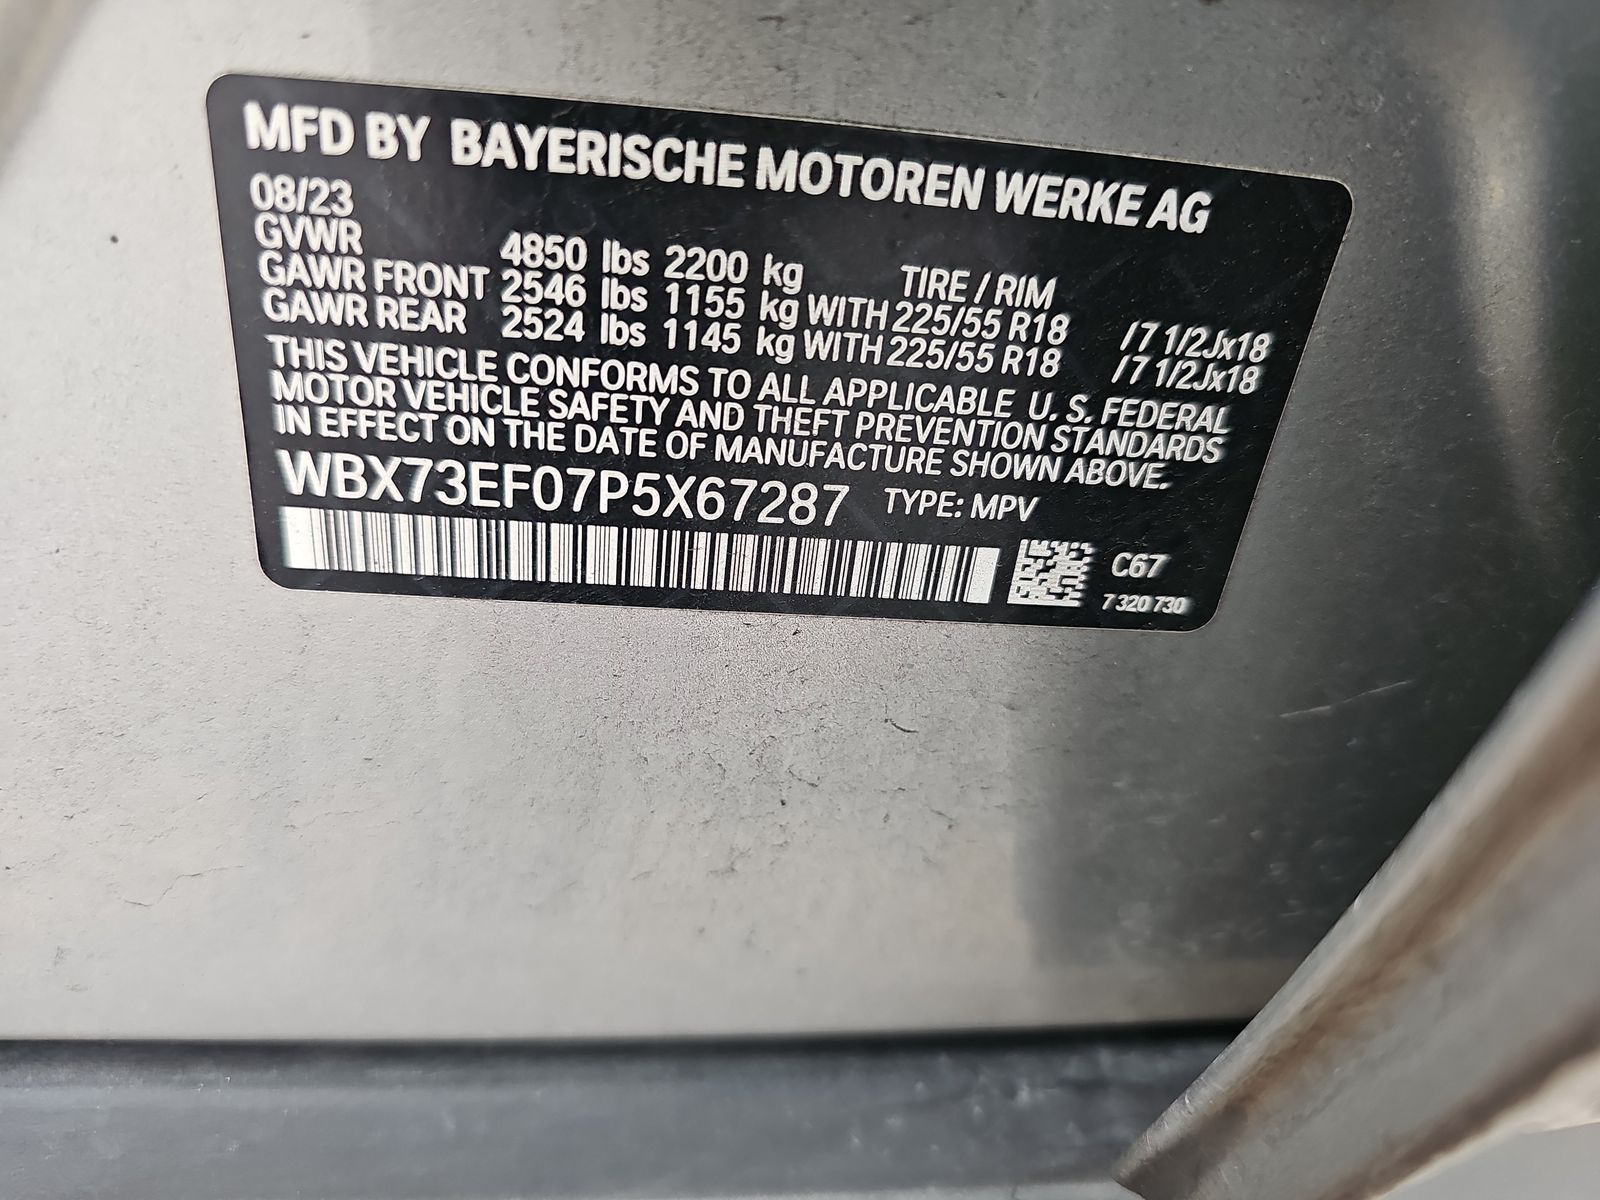 MFD BY BAYERISCHE MOTOREN WERKE AG
08/23
GVWR 4850 lbs 2200 kg TIRE / RIM
GAWR FRONT 2546 lbs 1155 kg WITH 225/55 R18 /7 1/2Jx18
GAWR REAR 2524 lbs 1145 kg WITH 225/55 R18 /7 1/2Jx18
THIS VEHICLE CONFORMS TO ALL APPLICABLE U. S. FEDERAL
MOTOR VEHICLE SAFETY AND THEFT PREVENTION STANDARDS
IN EFFECT ON THE DATE OF MANUFACTURE SHOWN ABOVE.
WBX73EF07P5X67287 TYPE: MPV
C67
7 320 730